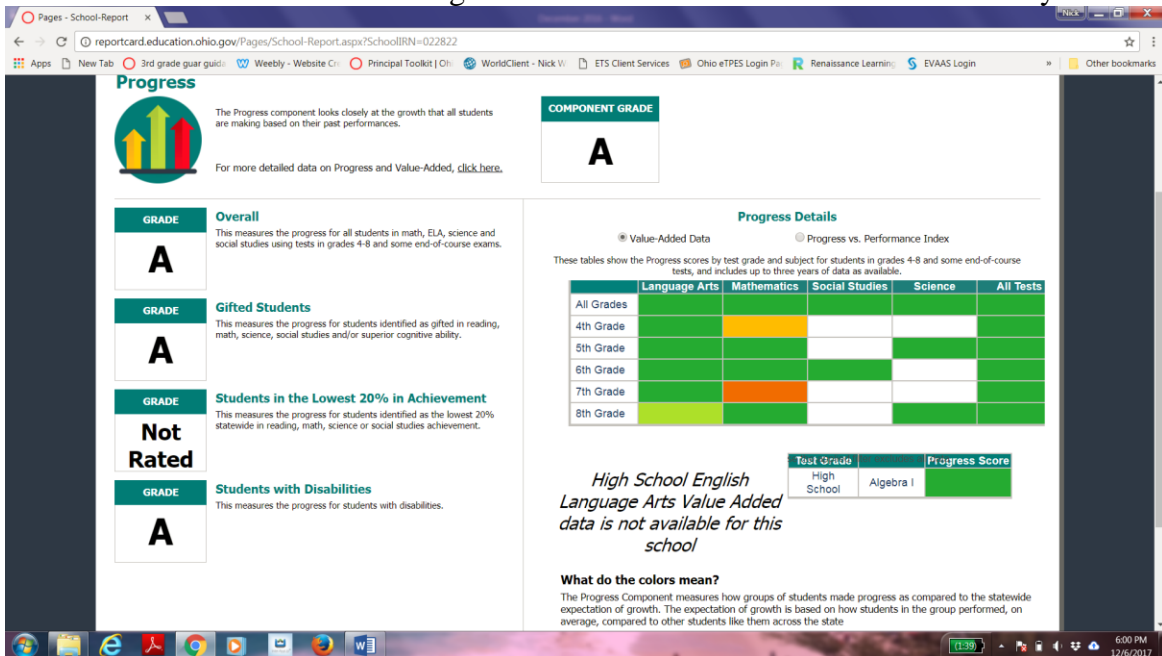 Pages - School-Report
Nick
reportcard.education.ohio.gov/Pages/School-Report.aspx?SchoolIRN=022822
Apps New Tab 3rd grade guar guida Weebly - Website Cre Principal Toolkit | Oh WorldClient - Nick W ETS Client Services Ohio eTPES Login Pa Renaissance Learning EVAAS Login » Other bookmarks
Progress
The Progress component looks closely at the growth that all students
are making based on their past performances.
For more detailed data on Progress and Value-Added, click here.
COMPONENT GRADE
A
GRADE
A
Overall
This measures the progress for all students in math, ELA, science and
social studies using tests in grades 4-8 and some end-of-course exams.
GRADE
A
Gifted Students
This measures the progress for students identified as gifted in reading,
math, science, social studies and/or superior cognitive ability.
GRADE
Not
Rated
Students in the Lowest 20% in Achievement
This measures the progress for students identified as the lowest 20%
statewide in reading, math, science or social studies achievement.
GRADE
A
Students with Disabilities
This measures the progress for students with disabilities.
Progress Details
Value-Added Data Progress vs. Performance Index
These tables show the Progress scores by test grade and subject for students in grades 4-8 and some end-of-course
tests, and includes up to three years of data as available.
Language Arts Mathematics Social Studies Science All Tests
All Grades
4th Grade
5th Grade
6th Grade
7th Grade
8th Grade
Test Grade Progress Score
High
School
Algebra I
High School English
Language Arts Value Added
data is not available for this
school
What do the colors mean?
The Progress Component measures how groups of students made progress as compared to the statewide
expectation of growth. The expectation of growth is based on how students in the group performed, on
average, compared to other students like them across the state
(1:39)
6:00 PM
12/6/2017